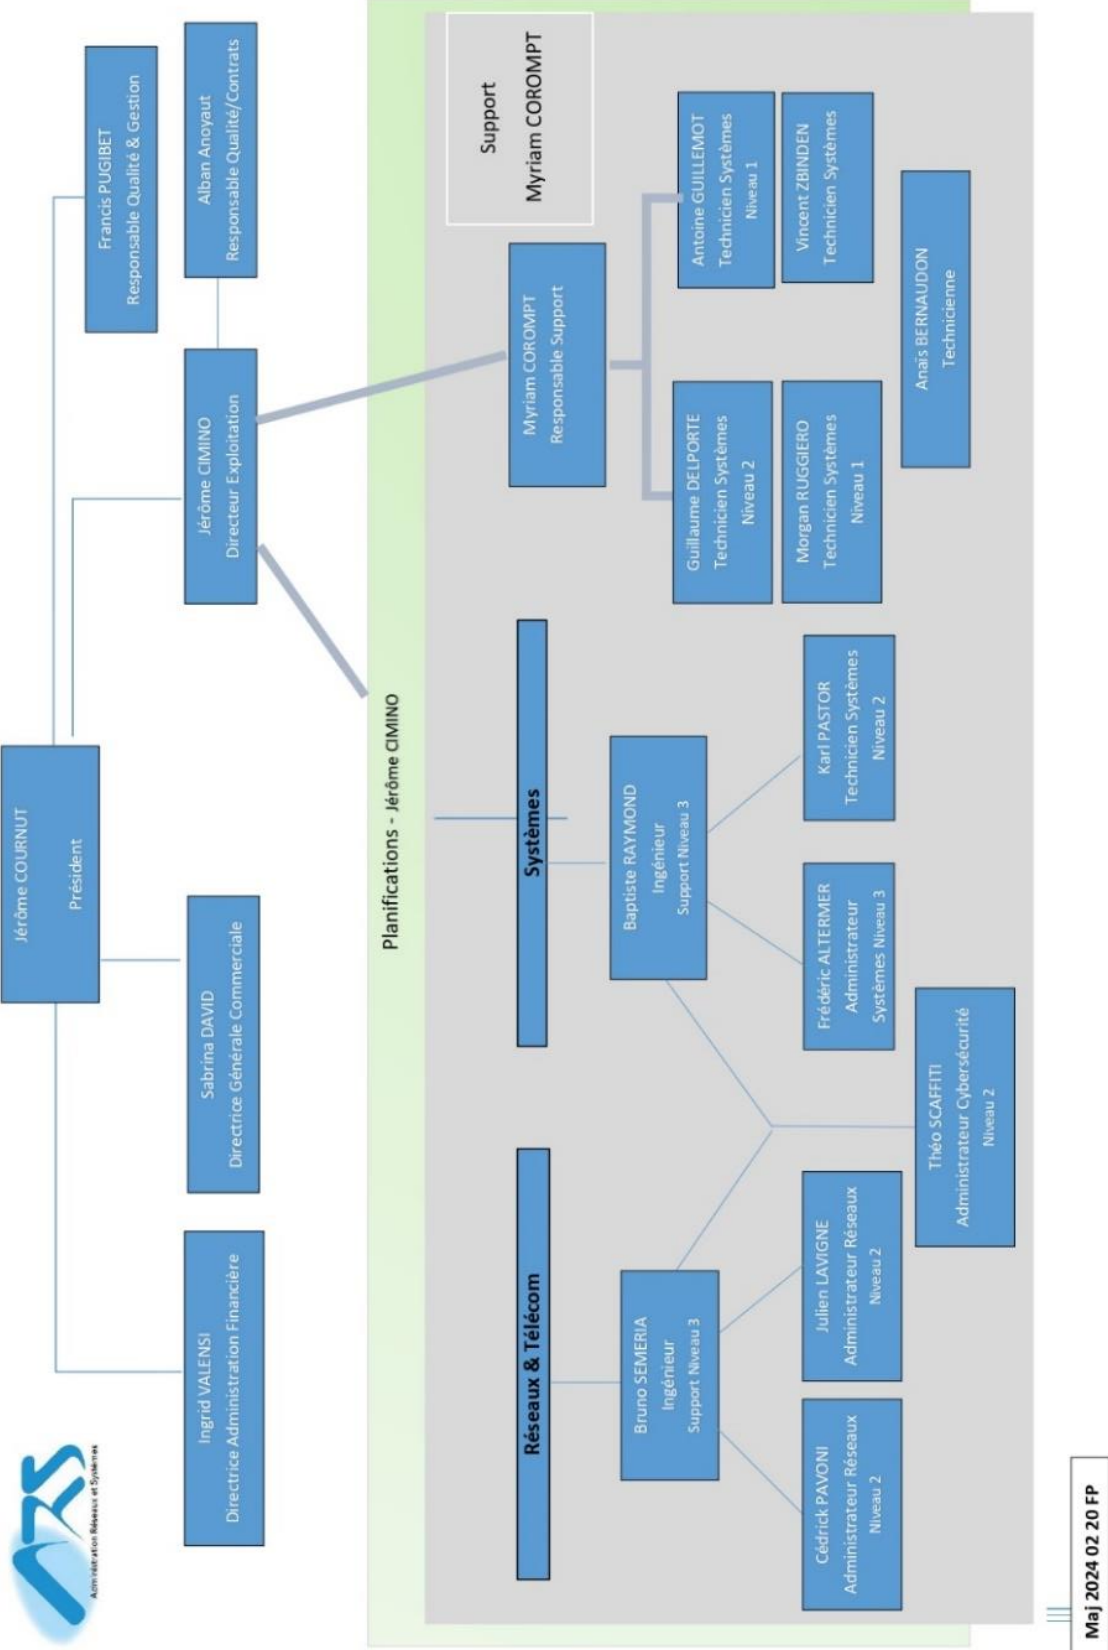 ARS
Administration Réseaux et Systèmes
Jérôme COURNUT
Président
Ingrid VALENSI
Directrice Administration Financière
Sabrina DAVID
Directrice Générale Commerciale
Jérôme CIMINO
Directeur Exploitation
Francis PUGIBET
Responsable Qualité & Gestion
Alban Anoyaut
Responsable Qualité/Contrats
Planifications - Jérôme CIMINO
Support
Myriam COROMPT
Réseaux & Télécom
Systèmes
Myriam COROMPT
Responsable Support
Bruno SEMERIA
Ingénieur
Support Niveau 3
Baptiste RAYMOND
Ingénieur
Support Niveau 3
Guillaume DELPORTE
Technicien Systèmes
Niveau 2
Antoine GUILLEMOT
Technicien Systèmes
Niveau 1
Cédrick PAVONI
Administrateur Réseaux
Niveau 2
Julien LAVIGNE
Administrateur Réseaux
Niveau 2
Frédéric ALTERMER
Administrateur
Systèmes Niveau 3
Karl PASTOR
Technicien Systèmes
Niveau 2
Morgan RUGGIERO
Technicien Systèmes
Niveau 1
Vincent ZBINDEN
Technicien Systèmes
Théo SCAFFITI
Administrateur Cybersécurité
Niveau 2
Anaïs BERNAUDON
Technicienne
Maj 2024 02 20 FP